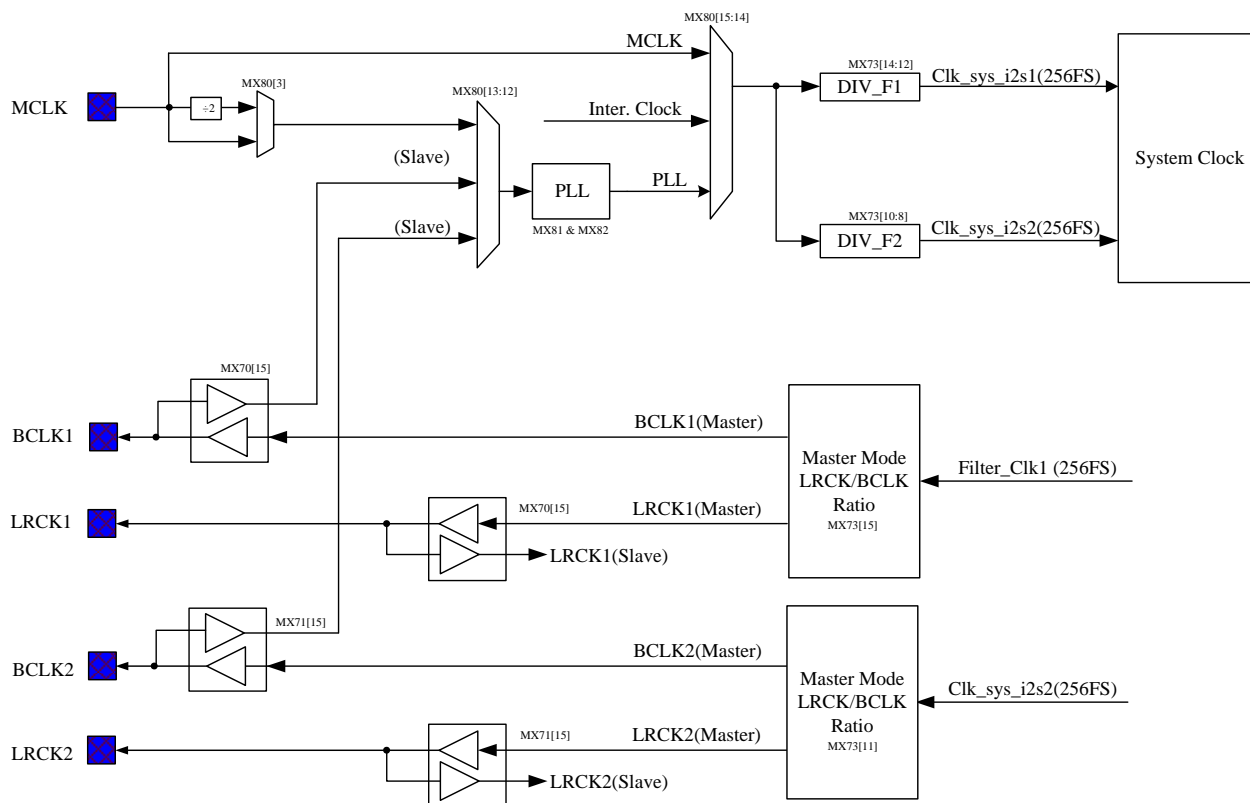 MX80[15:14]
MCLK
MX73[14:12]
MX80[3]
MX80[13:12]
DIV_F1
Clk_sys_i2s1(256FS)
MCLK
÷2
Inter. Clock
(Slave)
System Clock
PLL
PLL
MX73[10:8]
(Slave)
MX81 & MX82
DIV_F2
Clk_sys_i2s2(256FS)
MX70[15]
BCLK1
BCLK1(Master)
Master Mode
LRCK/BCLK
Ratio
MX73[15]
Filter_Clk1 (256FS)
LRCK1
MX70[15]
LRCK1(Master)
LRCK1(Slave)
MX71[15]
BCLK2
BCLK2(Master)
Master Mode
LRCK/BCLK
Ratio
MX73[11]
Clk_sys_i2s2(256FS)
LRCK2
MX71[15]
LRCK2(Master)
LRCK2(Slave)